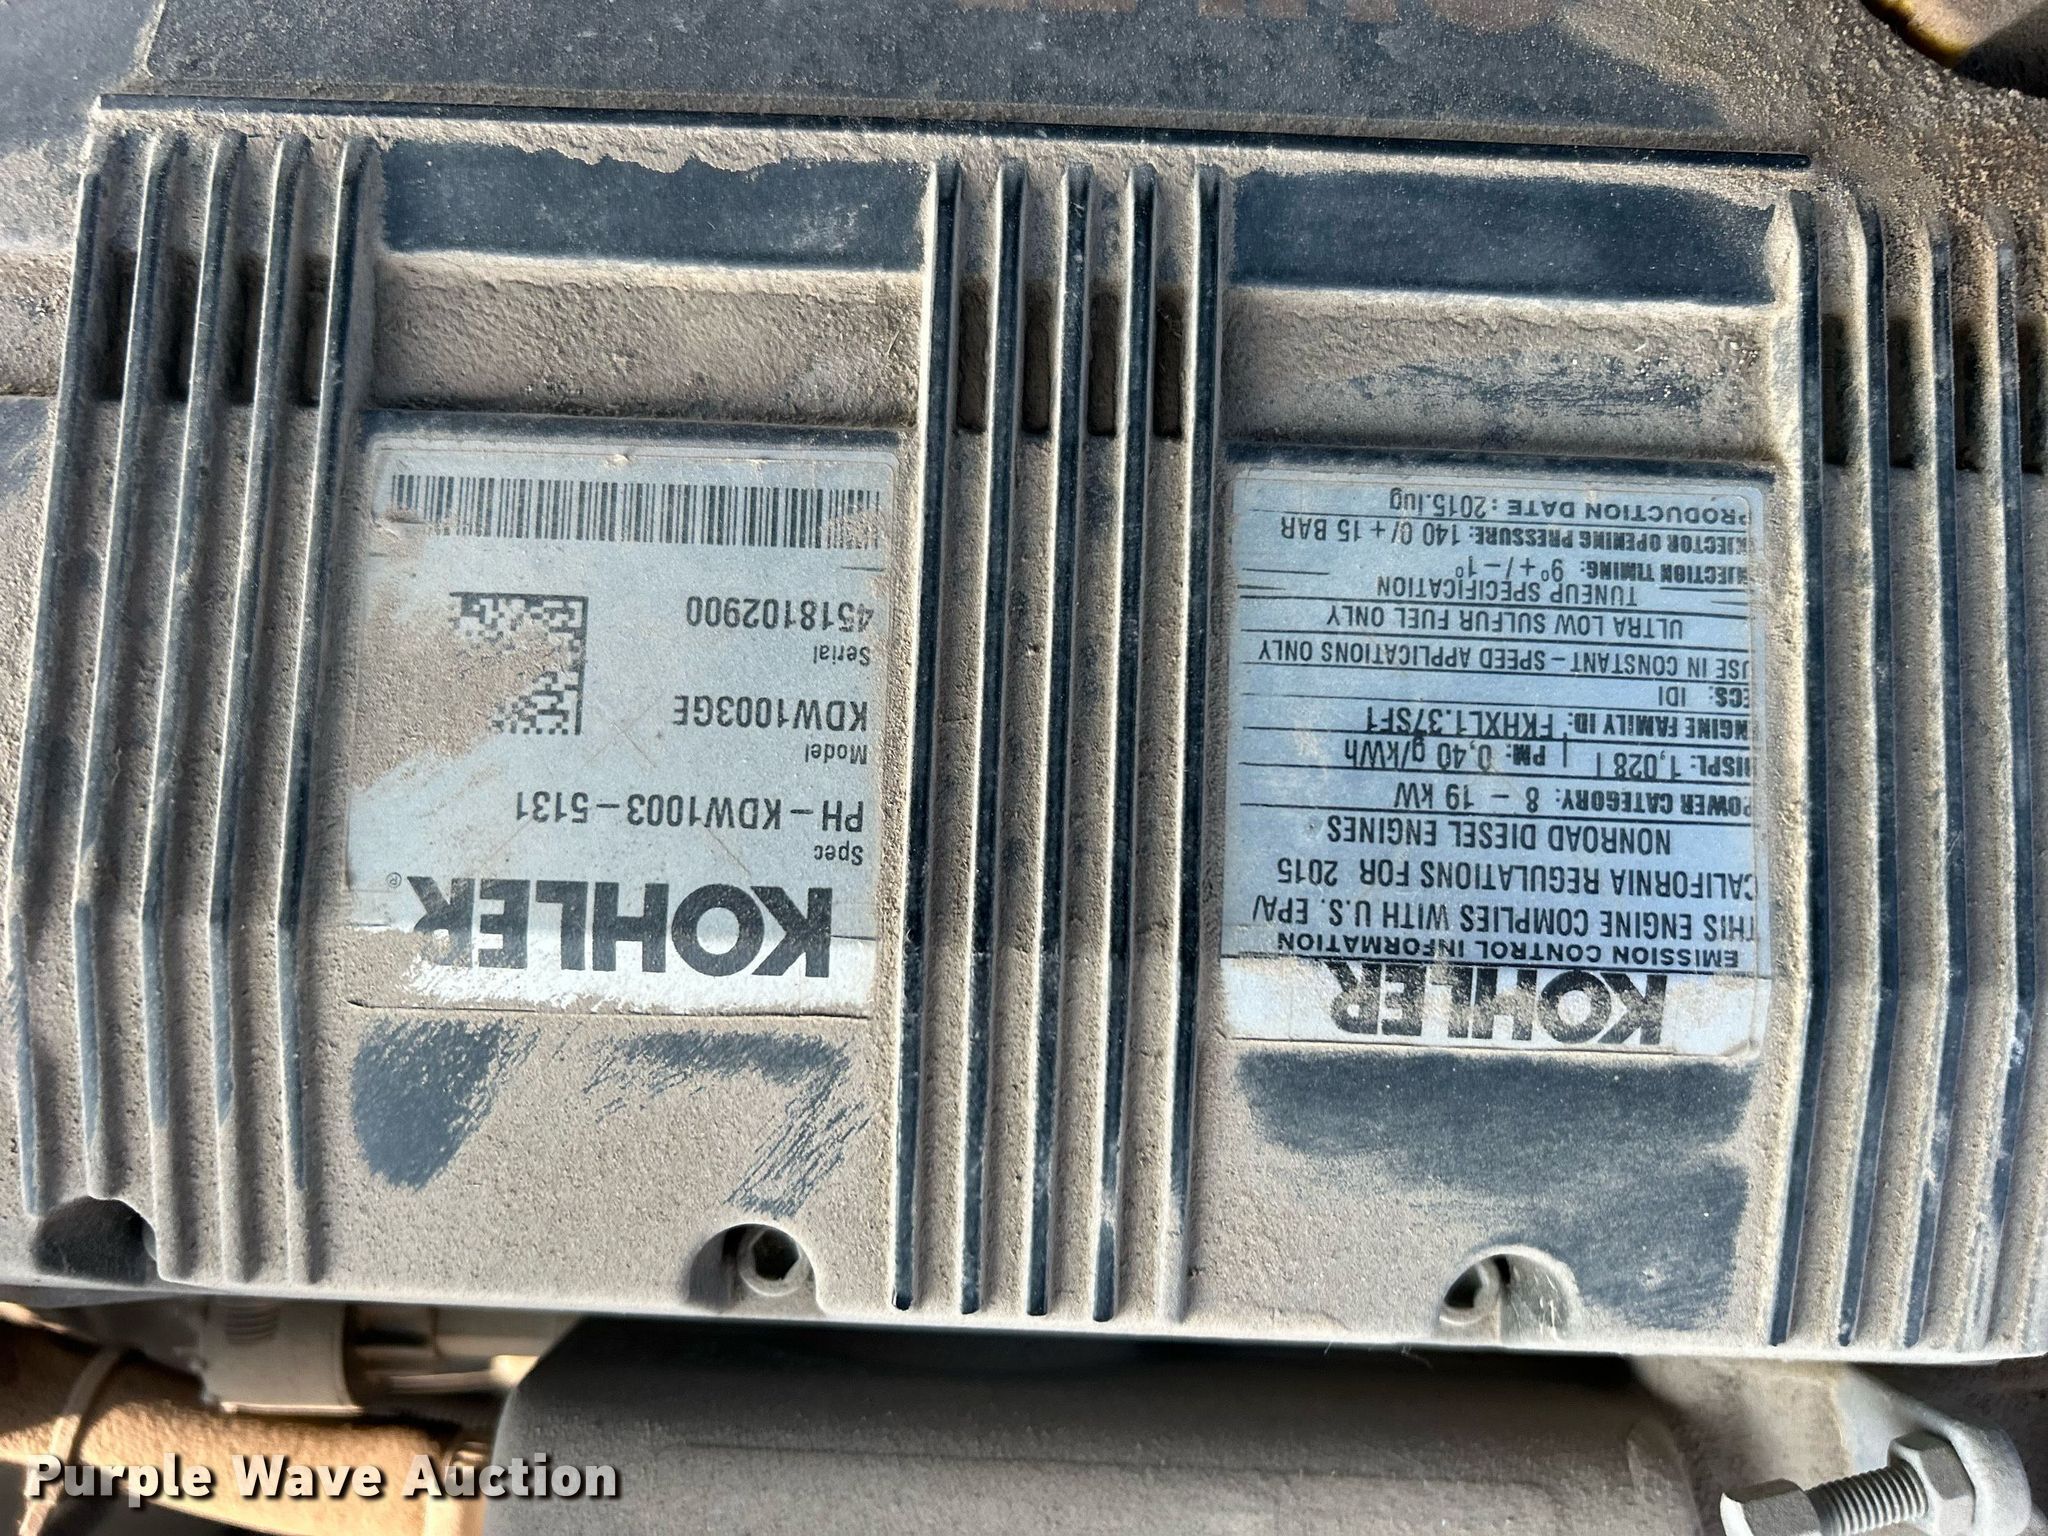 KOHLER
EMISSION CONTROL INFORMATION
THIS ENGINE COMPLIES WITH U.S. EPA/
CALIFORNIA REGULATIONS FOR 2015
NONROAD DIESEL ENGINES
POWER CATEGORY: 8 - 19 KW
DISPL: 1,028 l PM: 0,40 g/kWh
ENGINE FAMILY ID: FKHXL1.37SF1
ECS: IDI
USE IN CONSTANT-SPEED APPLICATIONS ONLY
ULTRA LOW SULFUR FUEL ONLY
TUNEUP SPECIFICATION
INJECTION TIMING: 9°+/-1°
INJECTOR OPENING PRESSURE: 140 0/+15 BAR
PRODUCTION DATE: 2015.lug
KOHLER®
Spec
PH-KDW1003-5131
Model
KDW1003GE
Serial
4518102900
Purple Wave Auction